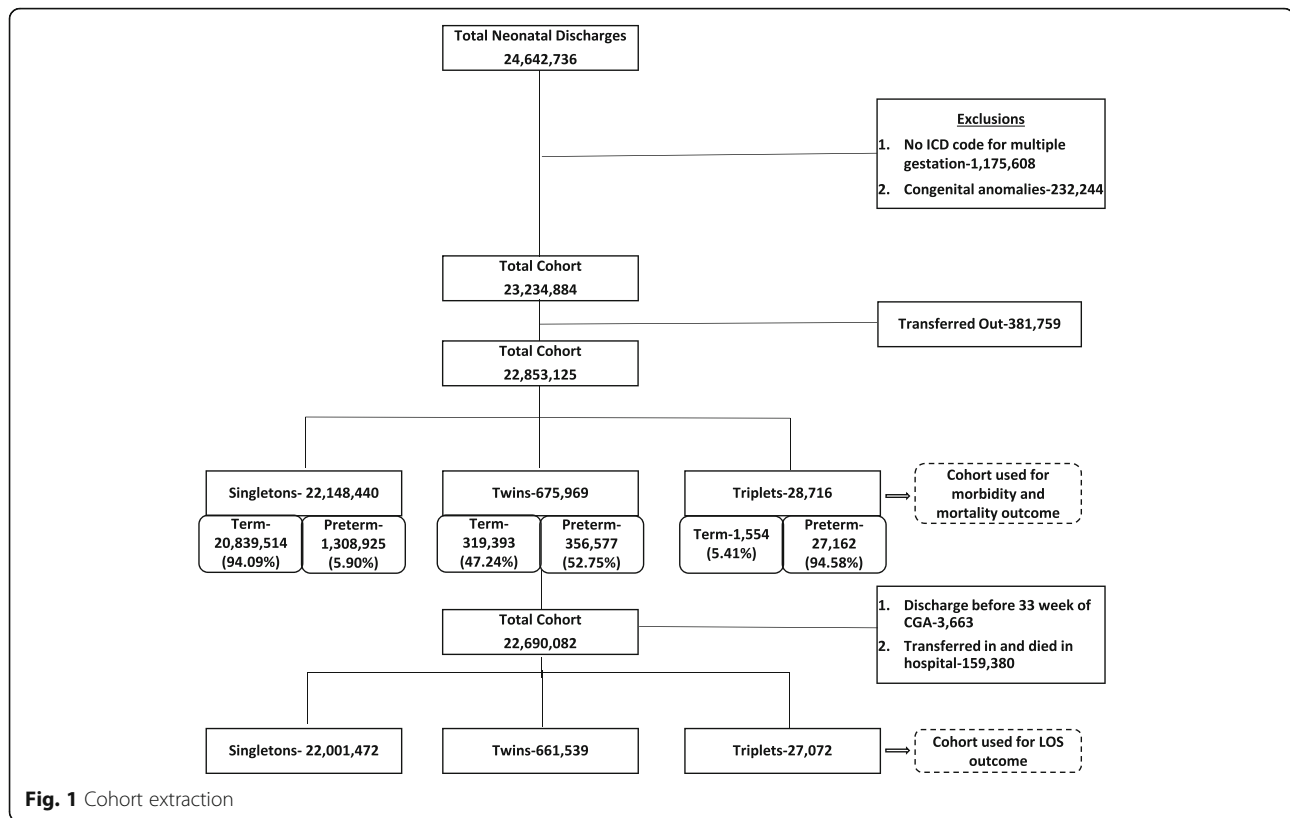 Total Neonatal Discharges
24,642,736
Exclusions
1. No ICD code for multiple
gestation-1,175,608
2. Congenital anomalies-232,244
Total Cohort
23,234,884
Transferred Out-381,759
Total Cohort
22,853,125
Singletons- 22,148,440
Twins-675,969
Triplets-28,716
Cohort used for
morbidity and
mortality outcome
Term-
20,839,514
(94.09%)
Preterm-
1,308,925
(5.90%)
Term-
319,393
(47.24%)
Preterm-
356,577
(52.75%)
Term-1,554
(5.41%)
Preterm-
27,162
(94.58%)
Total Cohort
22,690,082
1. Discharge before 33 week of
CGA-3,663
2. Transferred in and died in
hospital-159,380
Singletons- 22,001,472
Twins-661,539
Triplets-27,072
Cohort used for LOS
outcome
Fig. 1 Cohort extraction